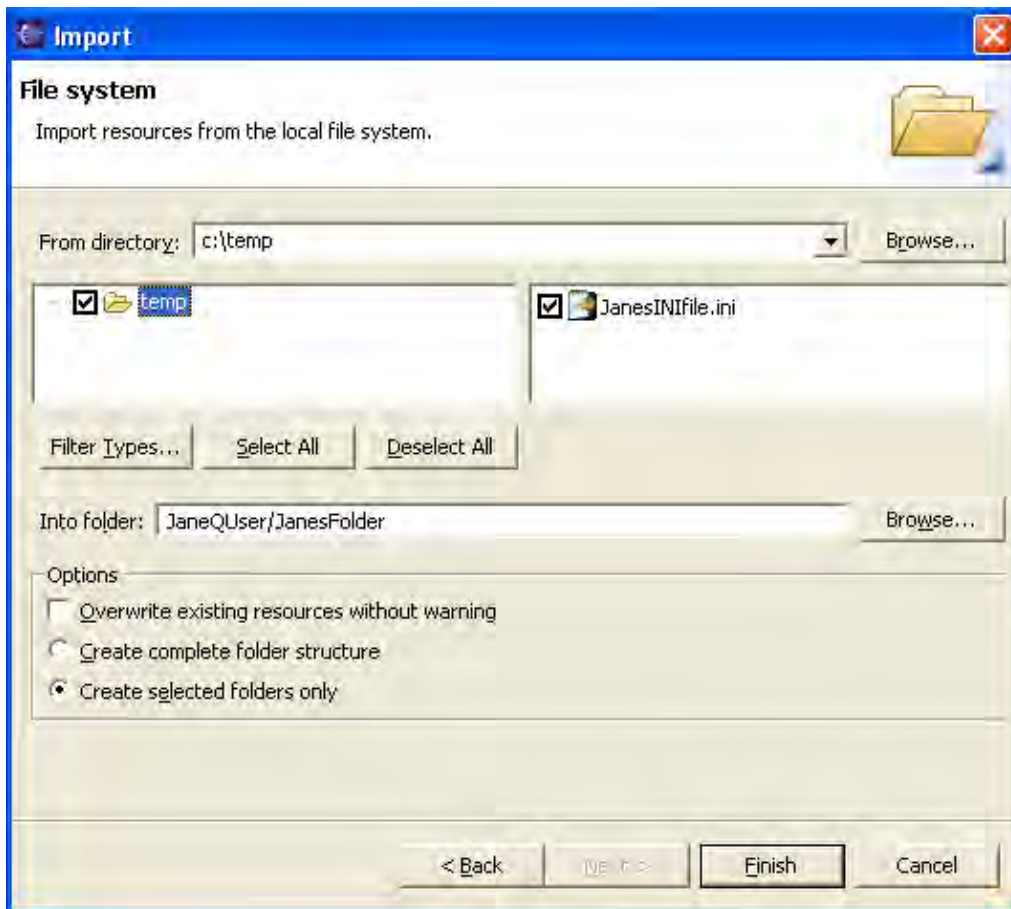 Import
File system
Import resources from the local file system.
From directory: c:\temp Browse...
temp JanesINIfile.ini
Filter Types... Select All Deselect All
Into folder: JaneQUser/JanesFolder Browse...
Options
Overwrite existing resources without warning
Create complete folder structure
Create selected folders only
< Back Next > Finish Cancel